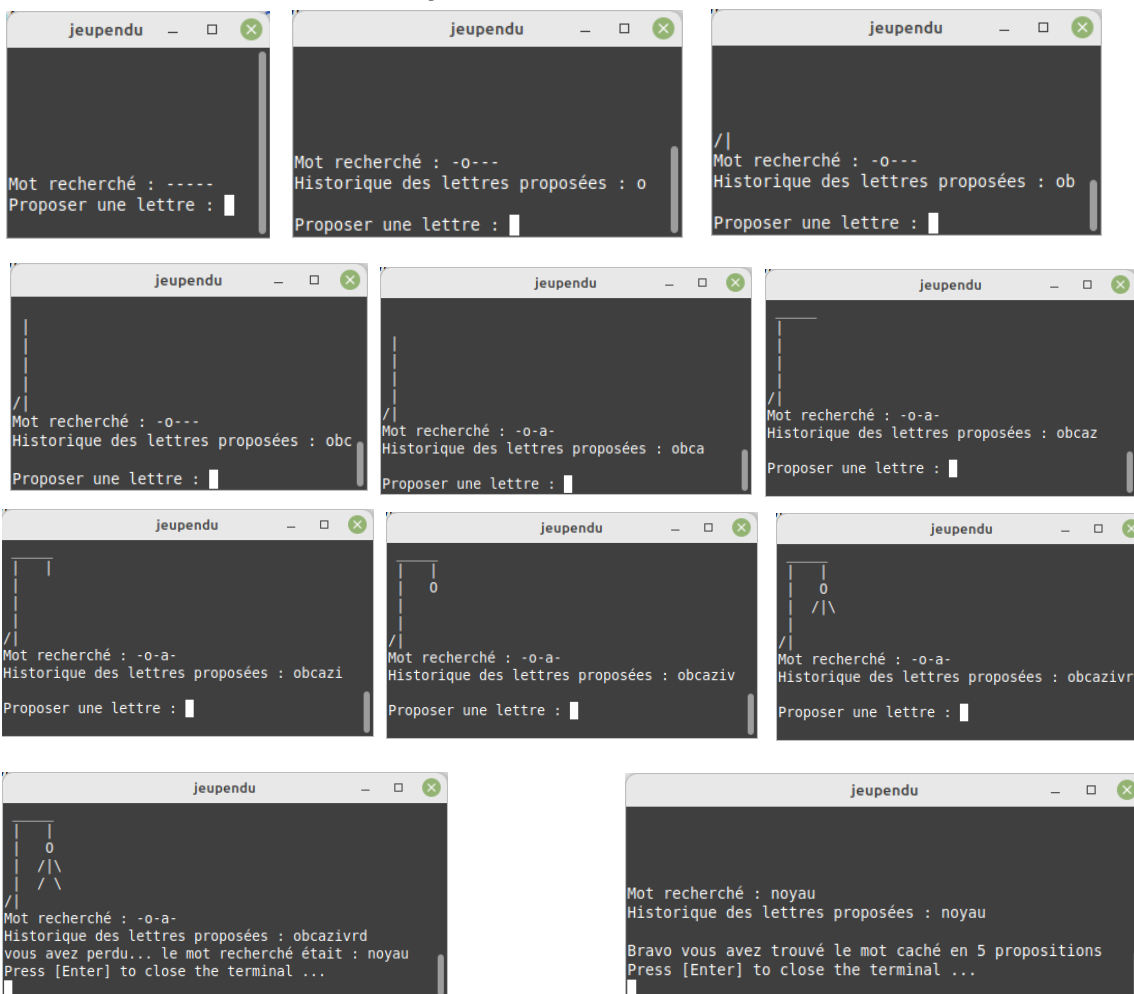 jeupendu
Mot recherché : -----
Proposer une lettre :
jeupendu
Mot recherché : -o---
Historique des lettres proposées : o
Proposer une lettre :
jeupendu
/|
Mot recherché : -o---
Historique des lettres proposées : ob
Proposer une lettre :
jeupendu
|
|
|
|
/|
Mot recherché : -o---
Historique des lettres proposées : obc
Proposer une lettre :
jeupendu
|
|
|
|
/|
Mot recherché : -o-a-
Historique des lettres proposées : obca
Proposer une lettre :
jeupendu
_____
|
|
|
|
/|
Mot recherché : -o-a-
Historique des lettres proposées : obcaz
Proposer une lettre :
jeupendu
_____
|   |
|
|
|
/|
Mot recherché : -o-a-
Historique des lettres proposées : obcazi
Proposer une lettre :
jeupendu
_____
|   |
|   O
|
|
/|
Mot recherché : -o-a-
Historique des lettres proposées : obcaziv
Proposer une lettre :
jeupendu
_____
|   |
|   O
|  /|\
|
/|
Mot recherché : -o-a-
Historique des lettres proposées : obcazivr
Proposer une lettre :
jeupendu
_____
|   |
|   O
|  /|\
|  / \
/|
Mot recherché : -o-a-
Historique des lettres proposées : obcazivrd
vous avez perdu... le mot recherché était : noyau
Press [Enter] to close the terminal ...
jeupendu
Mot recherché : noyau
Historique des lettres proposées : noyau
Bravo vous avez trouvé le mot caché en 5 propositions
Press [Enter] to close the terminal ...